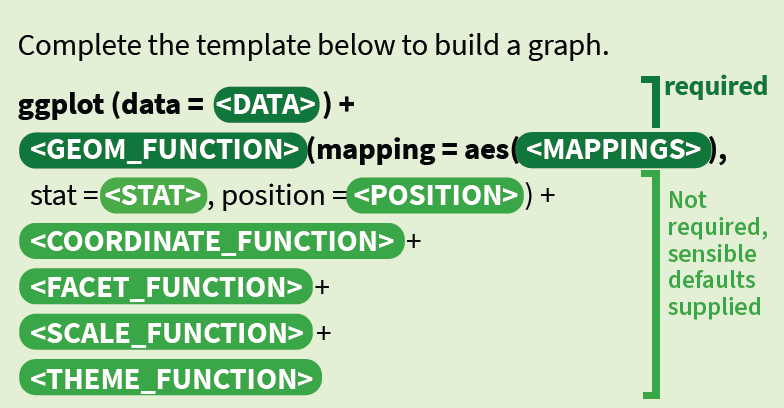 Complete the template below to build a graph.
required
ggplot (data = <DATA> ) +
<GEOM_FUNCTION> (mapping = aes( <MAPPINGS> ),
stat = <STAT> , position = <POSITION> ) +
<COORDINATE_FUNCTION> +
<FACET_FUNCTION> +
<SCALE_FUNCTION> +
<THEME_FUNCTION>
Not
required,
sensible
defaults
supplied